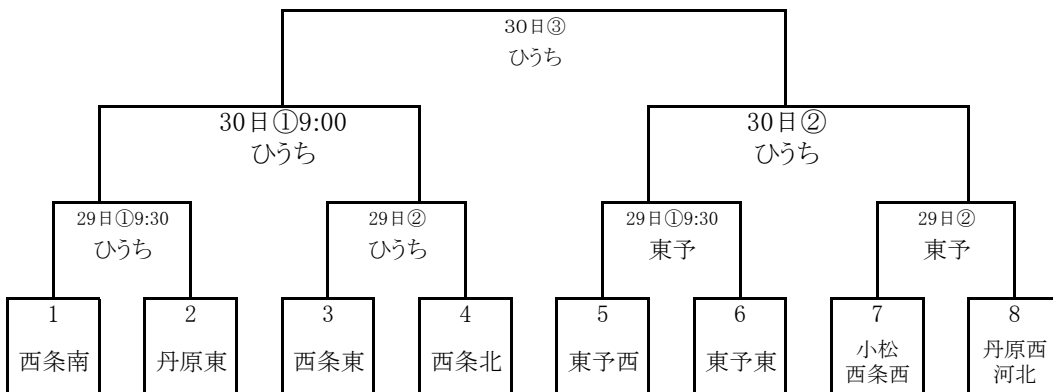 30日③
ひうち
30日①9:00
ひうち
30日②
ひうち
29日①9:30
ひうち
29日②
ひうち
29日①9:30
東予
29日②
東予
1
西条南
2
丹原東
3
西条東
4
西条北
5
東予西
6
東予東
7
小松
西条西
8
丹原西
河北